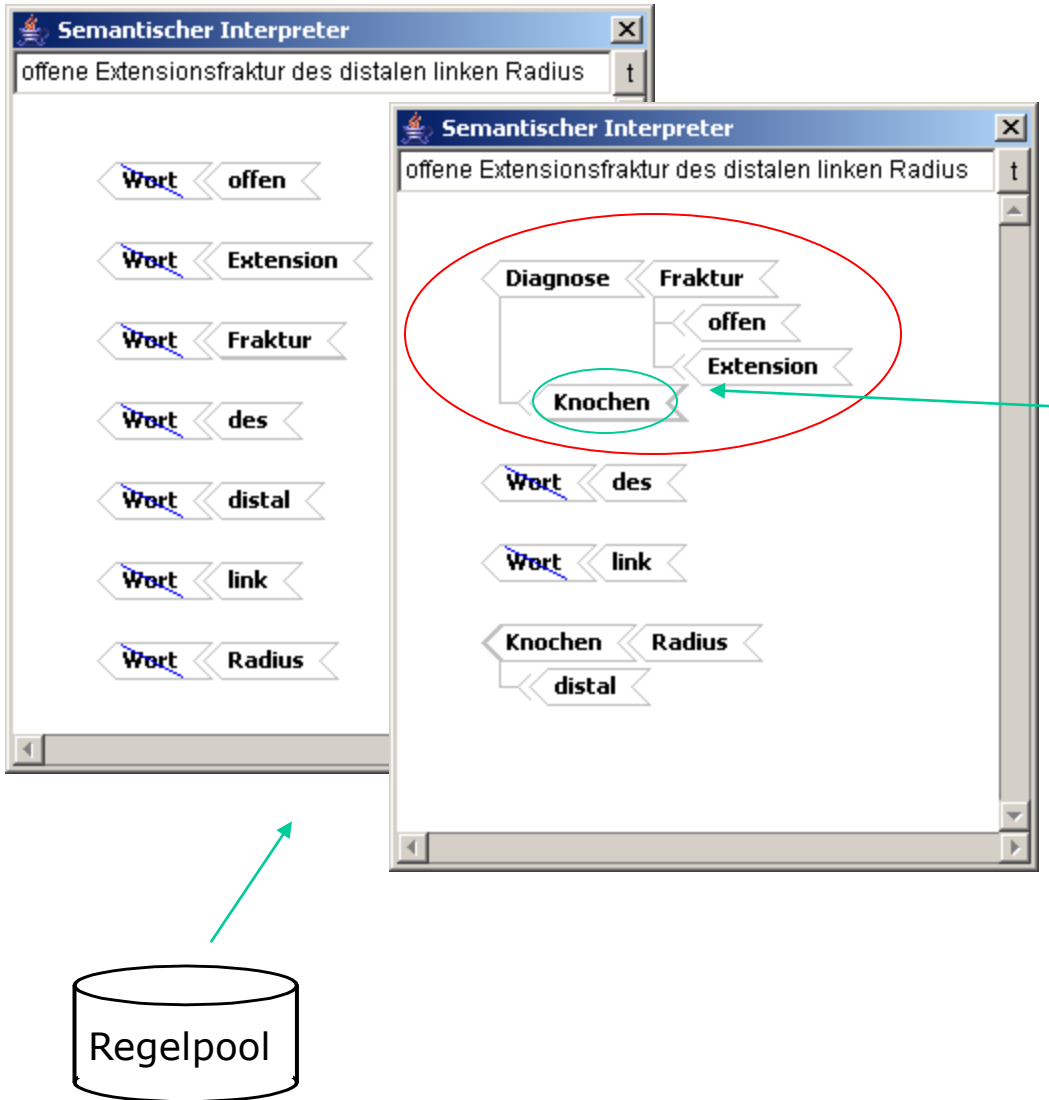 Semantischer Interpreter
offene Extensionsfraktur des distalen linken Radius t
Wort offen
Wort Extension
Wort Fraktur
Wort des
Wort distal
Wort link
Wort Radius
Semantischer Interpreter
offene Extensionsfraktur des distalen linken Radius t
Diagnose Fraktur
offen
Extension
Knochen
Wort des
Wort link
Knochen Radius
distal
Regelpool